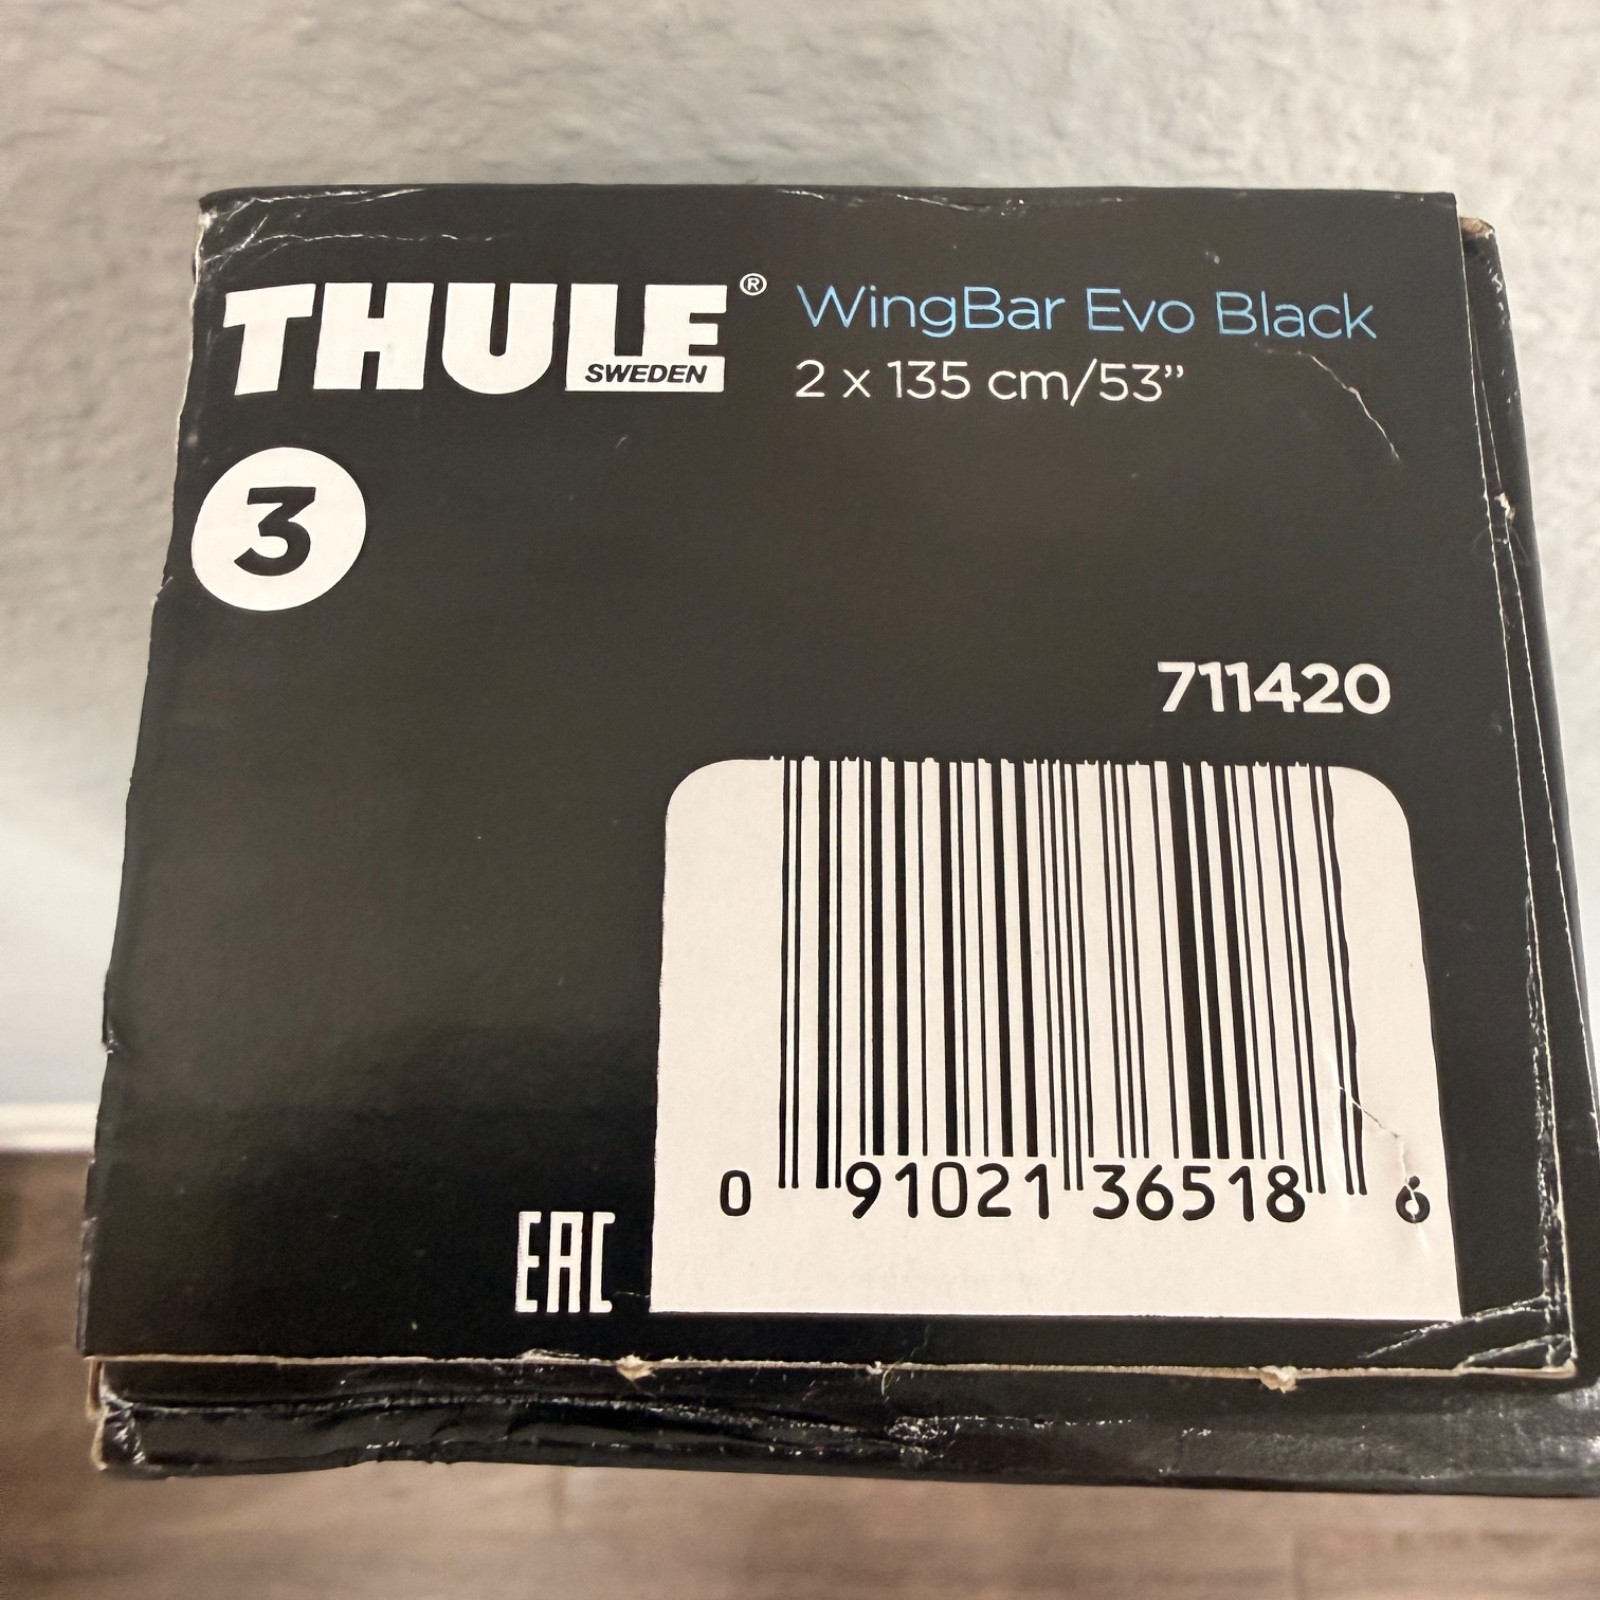 THULE®
SWEDEN
WingBar Evo Black
2 x 135 cm/53”
3
711420
0 91021 36518 6
EAC